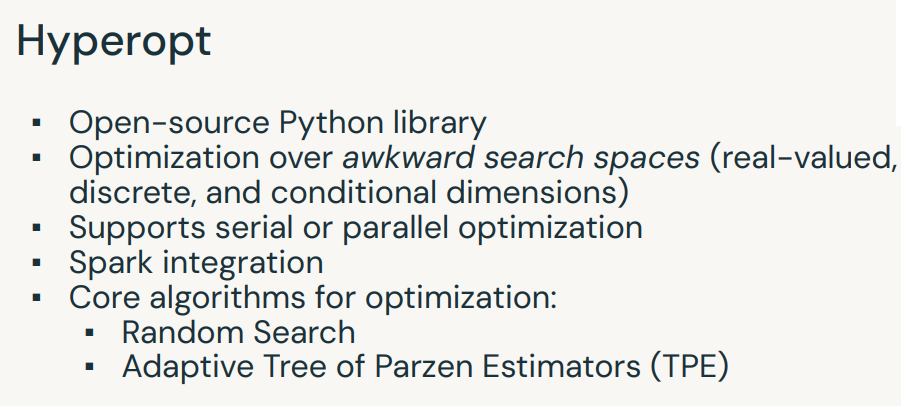 Hyperopt
▪ Open-source Python library
▪ Optimization over awkward search spaces (real-valued,
discrete, and conditional dimensions)
▪ Supports serial or parallel optimization
▪ Spark integration
▪ Core algorithms for optimization:
▪ Random Search
▪ Adaptive Tree of Parzen Estimators (TPE)